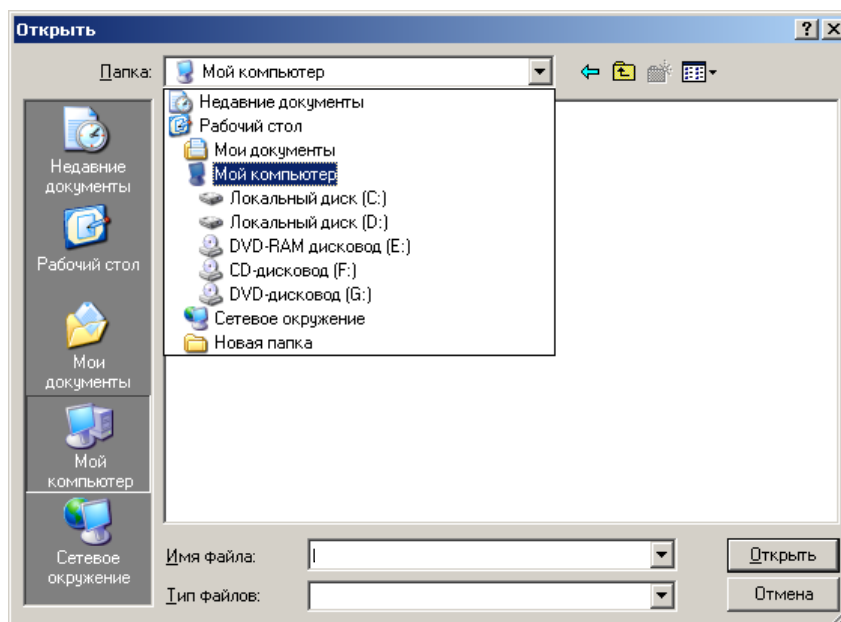 Открыть
Папка: Мой компьютер
Недавние документы
Рабочий стол
Мои документы
Мой компьютер
Локальный диск (C:)
Локальный диск (D:)
DVD-RAM дисковод (E:)
CD-дисковод (F:)
DVD-дисковод (G:)
Сетевое окружение
Новая папка
Недавние
документы
Рабочий стол
Мои
документы
Мой
компьютер
Сетевое
окружение
Имя файла:
Открыть
Тип файлов:
Отмена